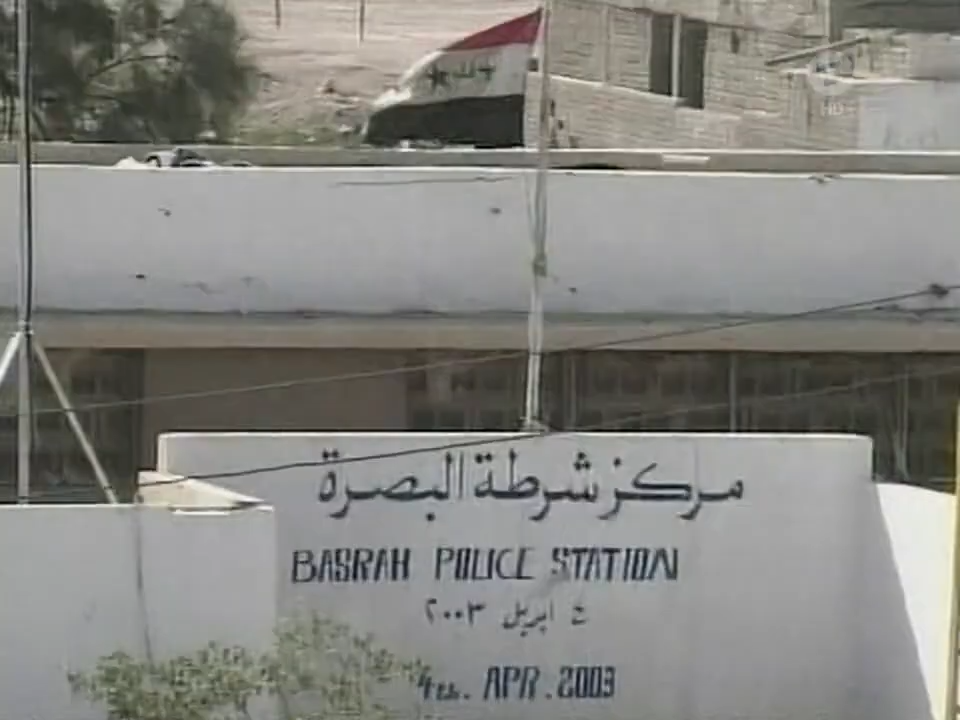 مركز شرطة البصرة
BASRAH POLICE STATION
٤ ابريل ٢٠٠٣
4th. APR. 2003